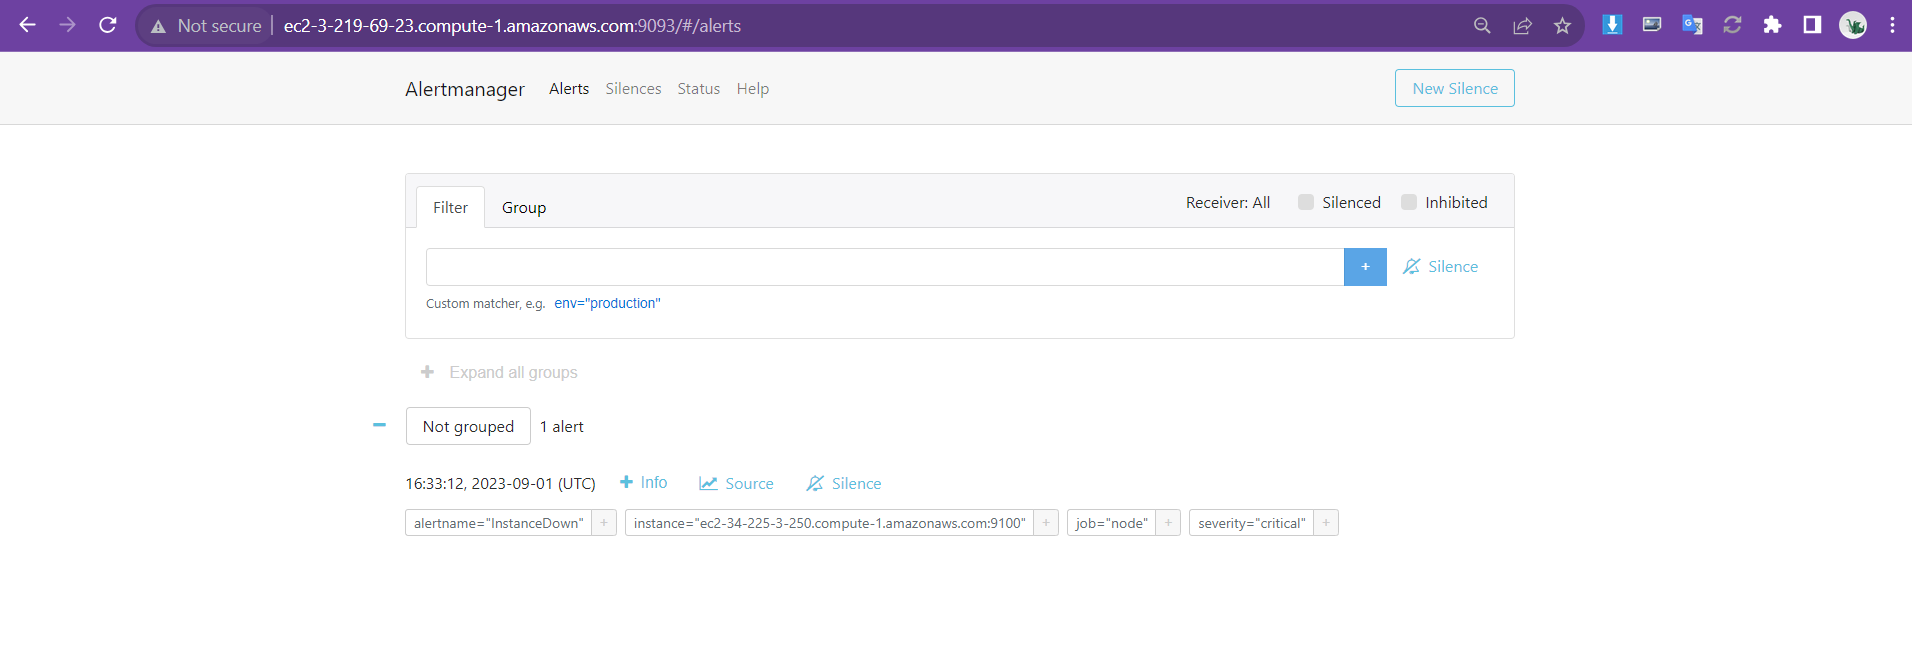 Not secure ec2-3-219-69-23.compute-1.amazonaws.com:9093/#/alerts
Alertmanager Alerts Silences Status Help New Silence
Filter Group Receiver: All Silenced Inhibited
+ Silence
Custom matcher, e.g. env="production"
+ Expand all groups
- Not grouped 1 alert
16:33:12, 2023-09-01 (UTC) + Info Source Silence
alertname="InstanceDown" + instance="ec2-34-225-3-250.compute-1.amazonaws.com:9100" + job="node" + severity="critical" +